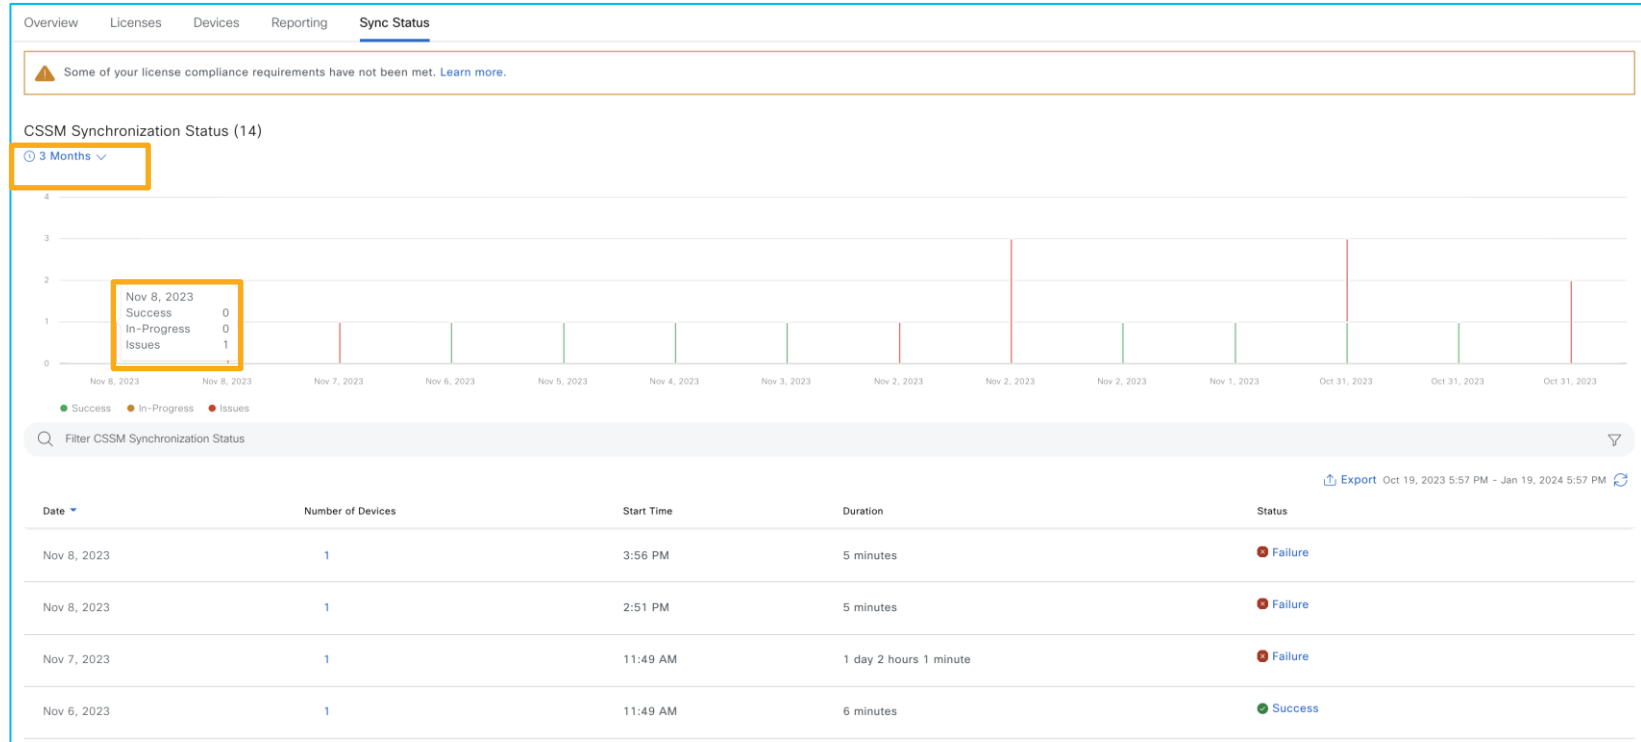 Overview Licenses Devices Reporting Sync Status
Some of your license compliance requirements have not been met. Learn more.
CSSM Synchronization Status (14)
3 Months
4
3
2
1
0
Nov 8, 2023
Success 0
In-Progress 0
Issues 1
Nov 8, 2023 Nov 8, 2023 Nov 7, 2023 Nov 6, 2023 Nov 5, 2023 Nov 4, 2023 Nov 3, 2023 Nov 2, 2023 Nov 2, 2023 Nov 2, 2023 Nov 1, 2023 Oct 31, 2023 Oct 31, 2023 Oct 31, 2023
Success In-Progress Issues
Filter CSSM Synchronization Status
Export Oct 19, 2023 5:57 PM - Jan 19, 2024 5:57 PM
Date Number of Devices Start Time Duration Status
Nov 8, 2023 1 3:56 PM 5 minutes Failure
Nov 8, 2023 1 2:51 PM 5 minutes Failure
Nov 7, 2023 1 11:49 AM 1 day 2 hours 1 minute Failure
Nov 6, 2023 1 11:49 AM 6 minutes Success